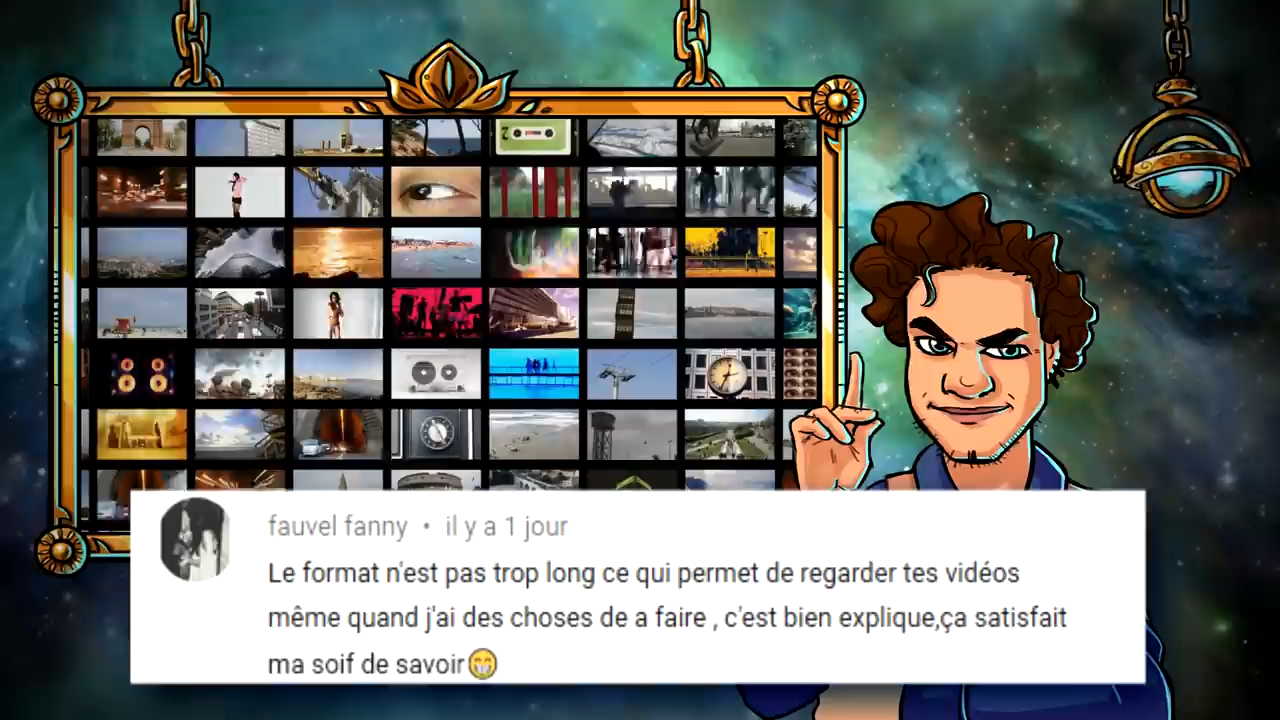 fauvel fanny • il y a 1 jour
Le format n'est pas trop long ce qui permet de regarder tes vidéos
même quand j'ai des choses de a faire , c'est bien explique,ça satisfait
ma soif de savoir😁